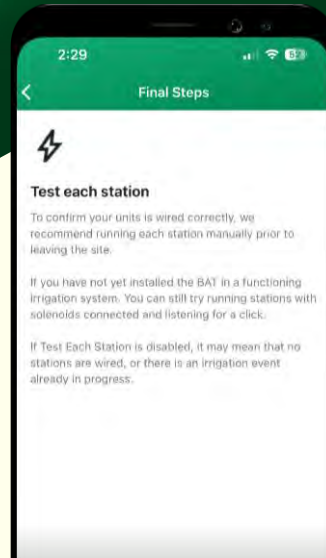 2:29
52
Final Steps
Test each station
To confirm your units is wired correctly, we
recommend running each station manually prior to
leaving the site.
If you have not yet installed the BAT in a functioning
irrigation system. You can still try running stations with
solenoids connected and listening for a click.
If Test Each Station is disabled, it may mean that no
stations are wired, or there is an irrigation event
already in progress.